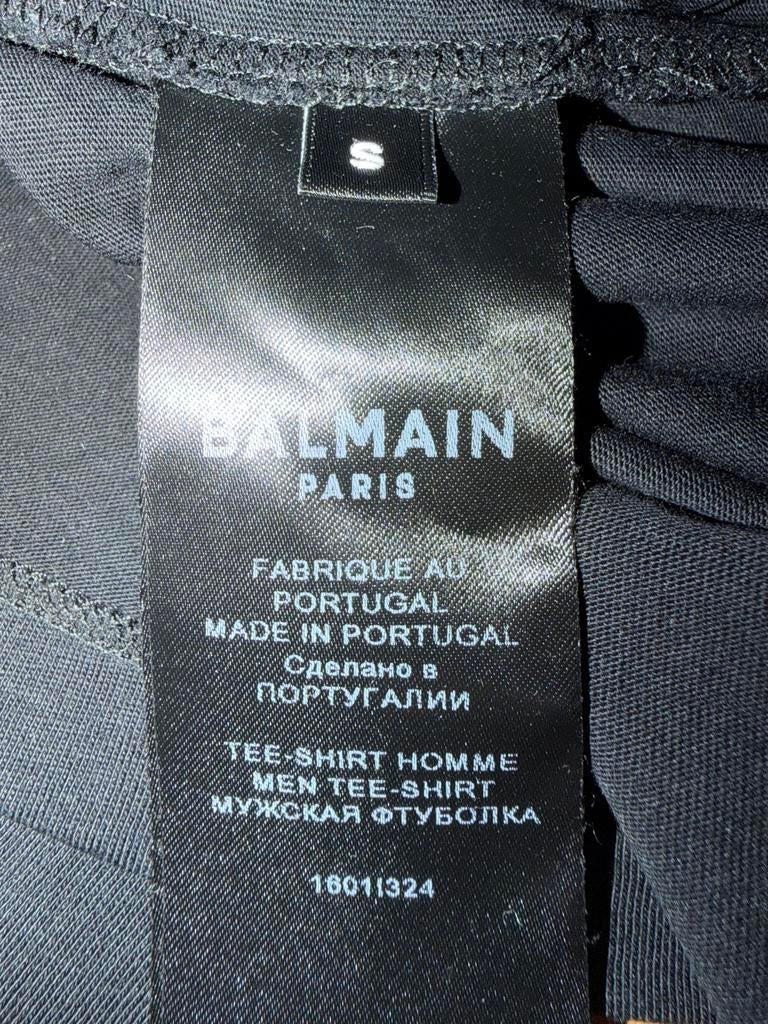 S
BALMAIN
PARIS
FABRIQUE AU
PORTUGAL
MADE IN PORTUGAL
Сделано в
ПОРТУГАЛИИ
TEE-SHIRT HOMME
MEN TEE-SHIRT
МУЖСКАЯ ФТУБОЛКА
1601I324